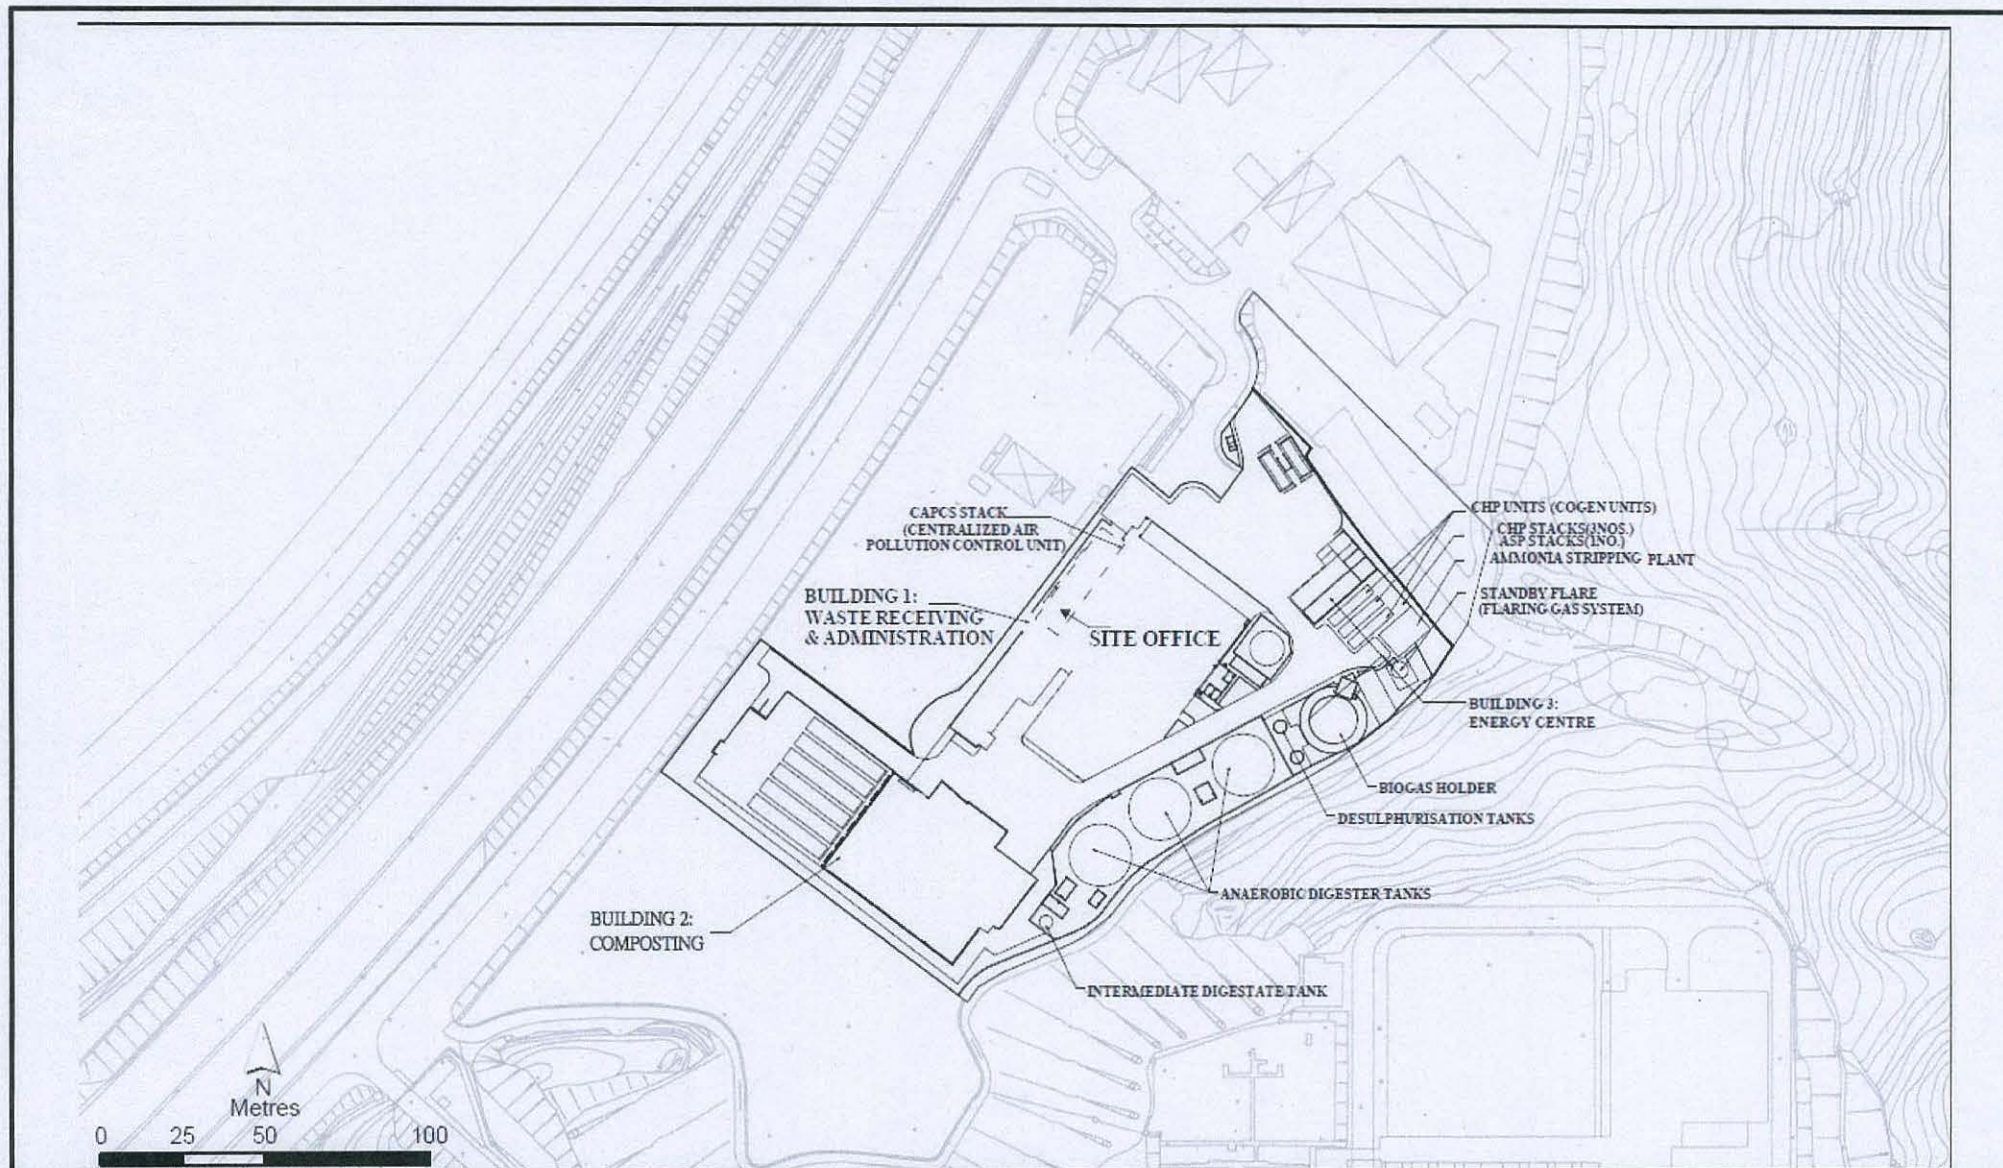 CAPCS STACK
(CENTRALIZED AIR
POLLUTION CONTROL UNIT)
BUILDING 1:
WASTE RECEIVING
& ADMINISTRATION
SITE OFFICE
CHP UNITS (COGEN UNITS)
CHP STACKS(3NOS.)
ASP STACKS(1NO.)
AMMONIA STRIPPING PLANT
STANDBY FLARE
(FLARING GAS SYSTEM)
BUILDING 3:
ENERGY CENTRE
BIOGAS HOLDER
DESULPHURISATION TANKS
ANAEROBIC DIGESTER TANKS
BUILDING 2:
COMPOSTING
INTERMEDIATE DIGESTATE TANK
N
Metres
0 25 50 100